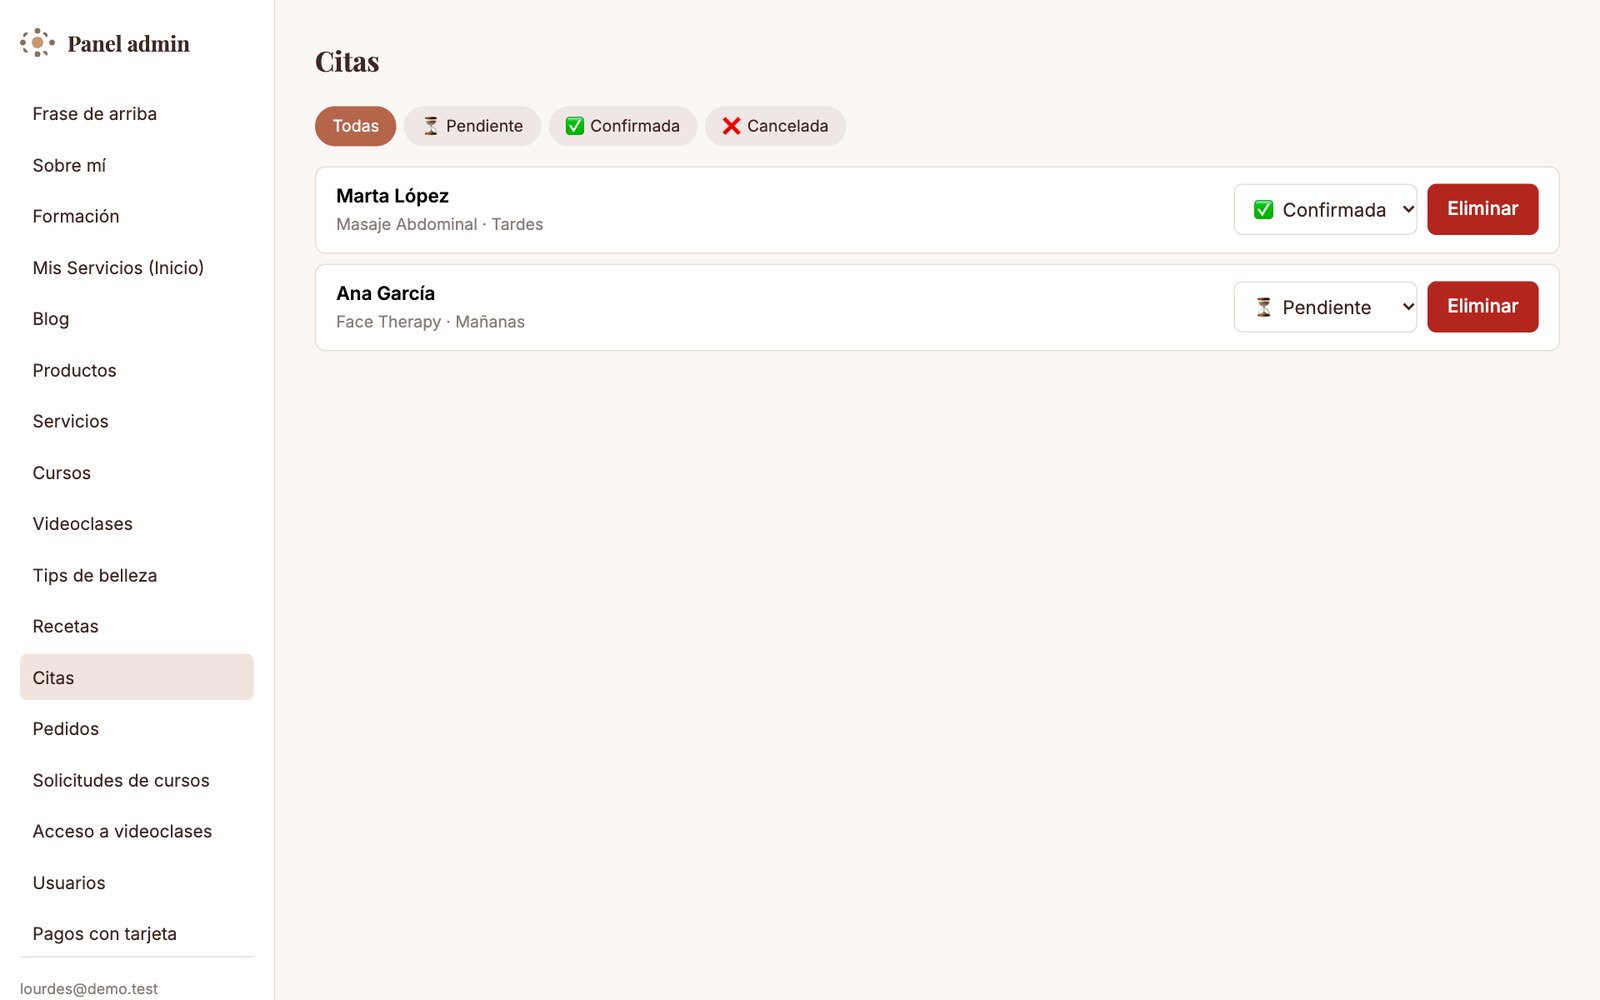 Panel admin
Frase de arriba
Sobre mí
Formación
Mis Servicios (Inicio)
Blog
Productos
Servicios
Cursos
Videoclases
Tips de belleza
Recetas
Citas
Pedidos
Solicitudes de cursos
Acceso a videoclases
Usuarios
Pagos con tarjeta
lourdes@demo.test
Citas
Todas ⏳ Pendiente ✅ Confirmada ❌ Cancelada
Marta López
Masaje Abdominal · Tardes
✅ Confirmada Eliminar
Ana García
Face Therapy · Mañanas
⏳ Pendiente Eliminar